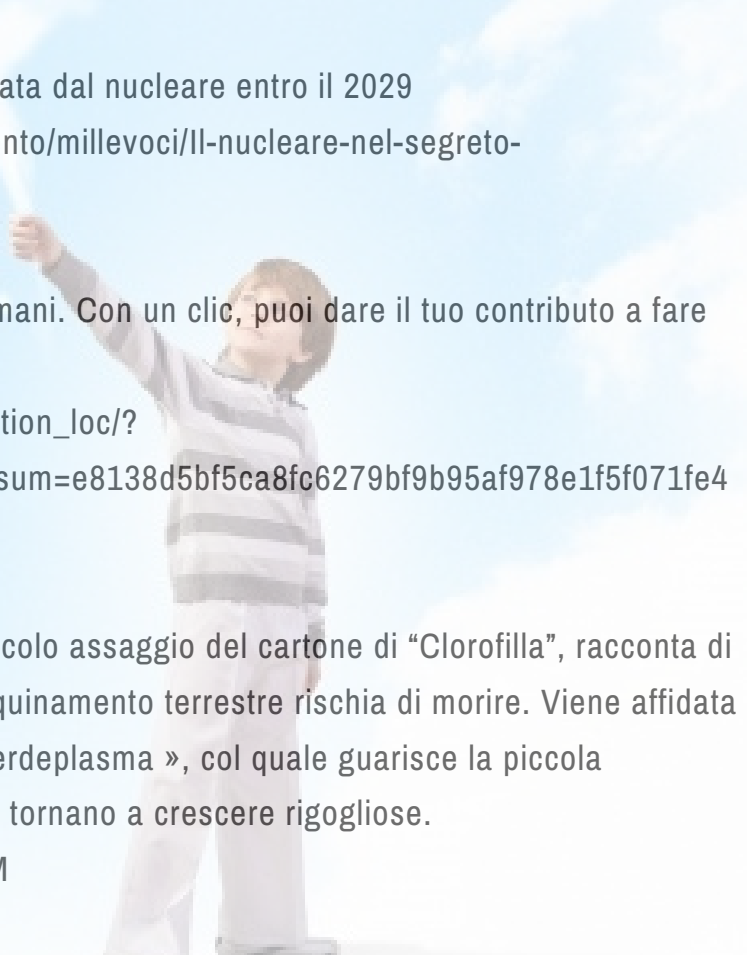 ata dal nucleare entro il 2029
nto/millevoci/Il-nucleare-nel-segreto-
mani. Con un clic, puoi dare il tuo contributo a fare
tion_loc/?
sum=e8138d5bf5ca8fc6279bf9b95af978e1f5f071fe4
colo assaggio del cartone di “Clorofilla”, racconta di
quinamento terrestre rischia di morire. Viene affidata
erdeplasma », col quale guarisce la piccola
tornano a crescere rigogliose.
M